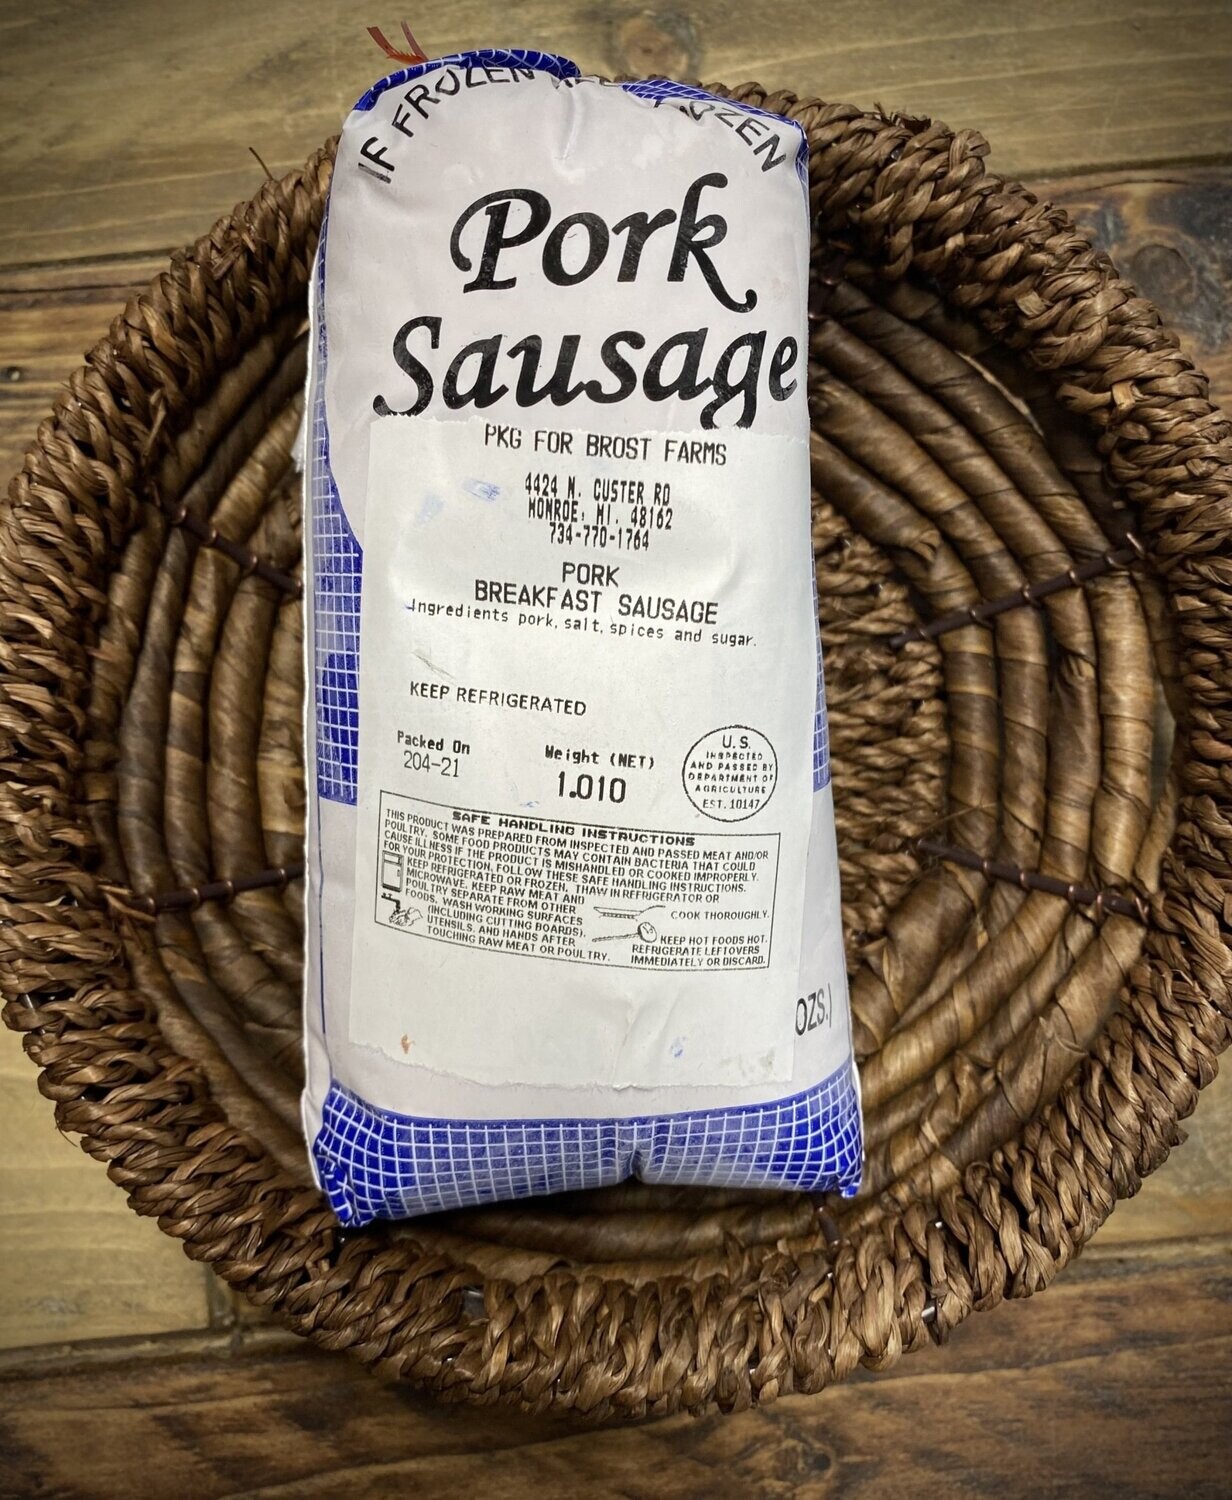 IF FROZEN
OZEN
Pork
Sausage
PKG FOR BROST FARMS
4424 N. CUSTER RD
MONROE, MI, 48162
734-770-1764
PORK
BREAKFAST SAUSAGE
Ingredients pork, salt, spices and sugar.
KEEP REFRIGERATED
Packed On
204-21
Weight (NET)
1.010
U.S.
INSPECTED
AND PASSED BY
DEPARTMENT OF
AGRICULTURE
EST. 10147
SAFE HANDLING INSTRUCTIONS
THIS PRODUCT WAS PREPARED FROM INSPECTED AND PASSED MEAT AND/OR
POULTRY. SOME FOOD PRODUCTS MAY CONTAIN BACTERIA THAT COULD
CAUSE ILLNESS IF THE PRODUCT IS MISHANDLED OR COOKED IMPROPERLY.
FOR YOUR PROTECTION, FOLLOW THESE SAFE HANDLING INSTRUCTIONS.
KEEP REFRIGERATED OR FROZEN. THAW IN REFRIGERATOR OR
MICROWAVE. KEEP RAW MEAT AND
POULTRY SEPARATE FROM OTHER
FOODS. WASH WORKING SURFACES
(INCLUDING CUTTING BOARDS),
UTENSILS, AND HANDS AFTER
TOUCHING RAW MEAT OR POULTRY.
COOK THOROUGHLY.
KEEP HOT FOODS HOT.
REFRIGERATE LEFTOVERS
IMMEDIATELY OR DISCARD.
OZS.)